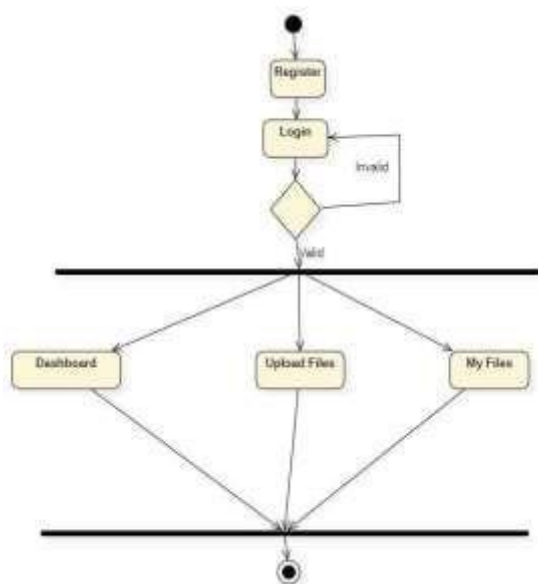 Register
Login
Invalid
Valid
Dashboard
Upload Files
My Files